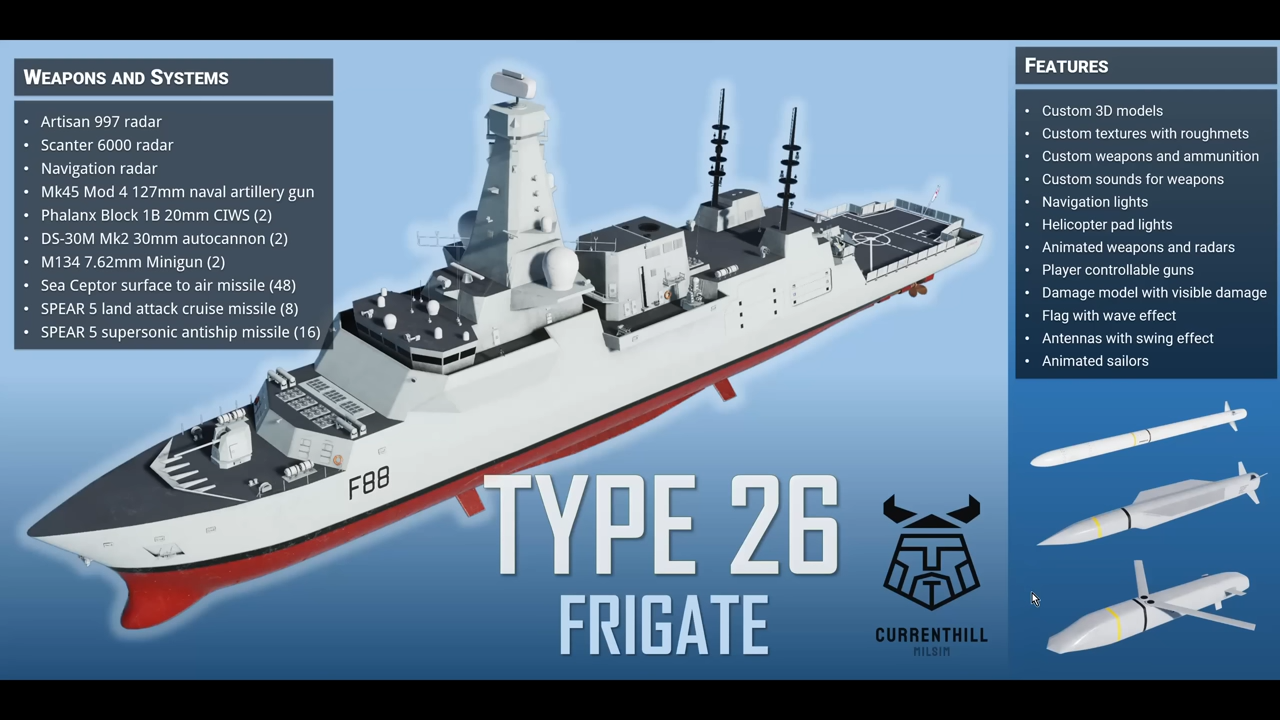 WEAPONS AND SYSTEMS
• Artisan 997 radar
• Scanter 6000 radar
• Navigation radar
• Mk45 Mod 4 127mm naval artillery gun
• Phalanx Block 1B 20mm CIWS (2)
• DS-30M Mk2 30mm autocannon (2)
• M134 7.62mm Minigun (2)
• Sea Ceptor surface to air missile (48)
• SPEAR 5 land attack cruise missile (8)
• SPEAR 5 supersonic antiship missile (16)
FEATURES
• Custom 3D models
• Custom textures with roughmets
• Custom weapons and ammunition
• Custom sounds for weapons
• Navigation lights
• Helicopter pad lights
• Animated weapons and radars
• Player controllable guns
• Damage model with visible damage
• Flag with wave effect
• Antennas with swing effect
• Animated sailors
F88
TYPE 26
FRIGATE
CURRENTHILL
MILSIM